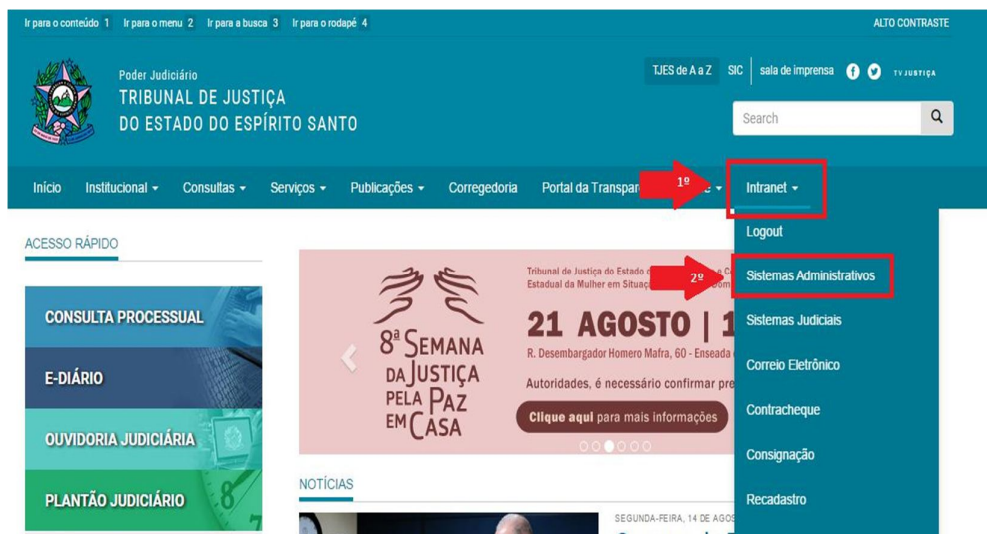 Ir para o conteúdo 1 Ir para o menu 2 Ir para a busca 3 Ir para o rodapé 4 ALTO CONTRASTE
Poder Judiciário
TRIBUNAL DE JUSTIÇA
DO ESTADO DO ESPÍRITO SANTO
TJES de A a Z SIC sala de imprensa TV JUSTIÇA
Search
Início Institucional Consultas Serviços Publicações Corregedoria Portal da Transpar 1º Intranet
Logout
2º Sistemas Administrativos
Sistemas Judiciais
Correio Eletrônico
Contracheque
Consignação
Recadastro
ACESSO RÁPIDO
CONSULTA PROCESSUAL
E-DIÁRIO
OUVIDORIA JUDICIÁRIA
PLANTÃO JUDICIÁRIO
8ª SEMANA
DA JUSTIÇA
PELA PAZ
EM CASA
Tribunal de Justiça do Estado
Estadual da Mulher em
21 AGOSTO | 1
R. Desembargador Homero Mafra, 60 - Enseada
Autoridades, é necessário confirmar pre
Clique aqui para mais informações
NOTÍCIAS
SEGUNDA-FEIRA, 14 DE AGOS